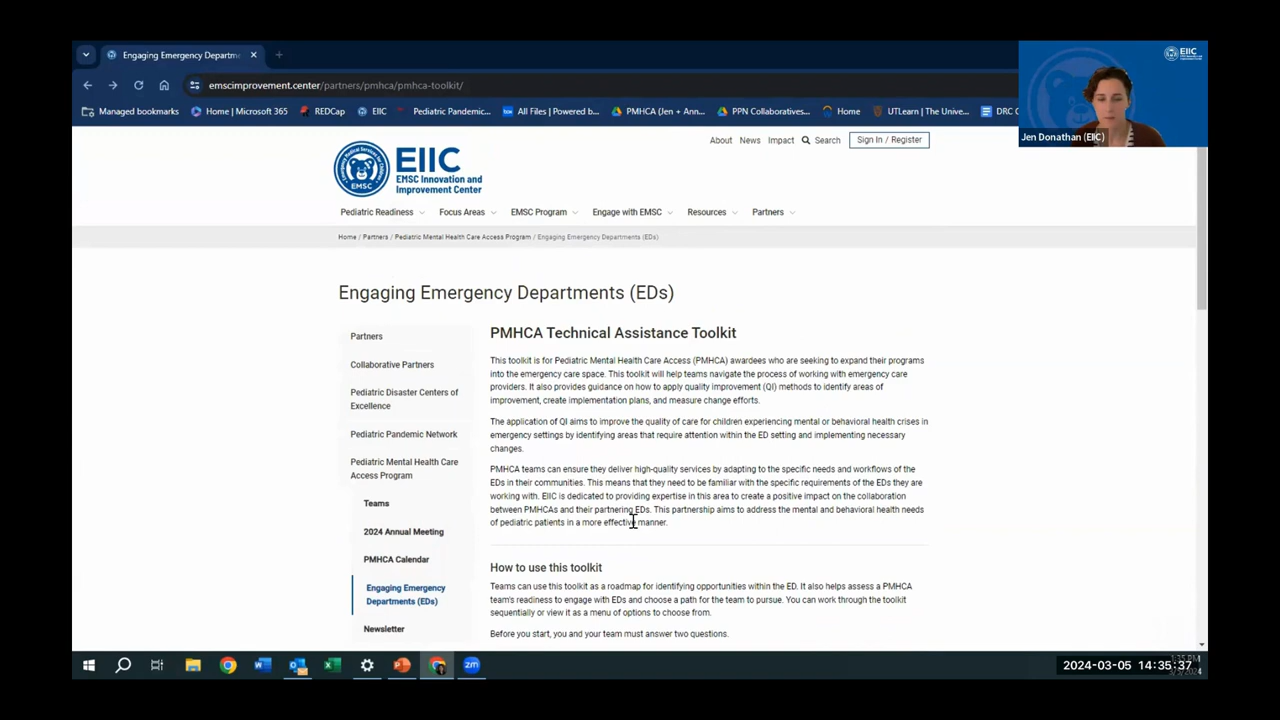 Engaging Emergency Departm
emscimprovement.center/partners/pmhca/pmhca-toolkit/
Managed bookmarks Home | Microsoft 365 REDCap EIIC Pediatric Pandemic... All Files | Powered b... PMHCA (Jen + Ann... PPN Collaboratives... Home UTLearn | The Unive... DRC
EIIC
Jen Donathan (EIIC)
About News Impact Search Sign In / Register
EMSC
EIIC
EMSC Innovation and
Improvement Center
Pediatric Readiness Focus Areas EMSC Program Engage with EMSC Resources Partners
Home / Partners / Pediatric Mental Health Care Access Program / Engaging Emergency Departments (EDs)
Engaging Emergency Departments (EDs)
Partners
Collaborative Partners
Pediatric Disaster Centers of
Excellence
Pediatric Pandemic Network
Pediatric Mental Health Care
Access Program
Teams
2024 Annual Meeting
PMHCA Calendar
Engaging Emergency
Departments (EDs)
Newsletter
PMHCA Technical Assistance Toolkit
This toolkit is for Pediatric Mental Health Care Access (PMHCA) awardees who are seeking to expand their programs
into the emergency care space. This toolkit will help teams navigate the process of working with emergency care
providers. It also provides guidance on how to apply quality improvement (QI) methods to identify areas of
improvement, create implementation plans, and measure change efforts.
The application of QI aims to improve the quality of care for children experiencing mental or behavioral health crises in
emergency settings by identifying areas that require attention within the ED setting and implementing necessary
changes.
PMHCA teams can ensure they deliver high-quality services by adapting to the specific needs and workflows of the
EDs in their communities. This means that they need to be familiar with the specific requirements of the EDs they are
working with. EIIC is dedicated to providing expertise in this area to create a positive impact on the collaboration
between PMHCAs and their partnering EDs. This partnership aims to address the mental and behavioral health needs
of pediatric patients in a more effective manner.
How to use this toolkit
Teams can use this toolkit as a roadmap for identifying opportunities within the ED. It also helps assess a PMHCA
team's readiness to engage with EDs and choose a path for the team to pursue. You can work through the toolkit
sequentially or view it as a menu of options to choose from.
Before you start, you and your team must answer two questions.
zm
2024-03-05 14:35:37